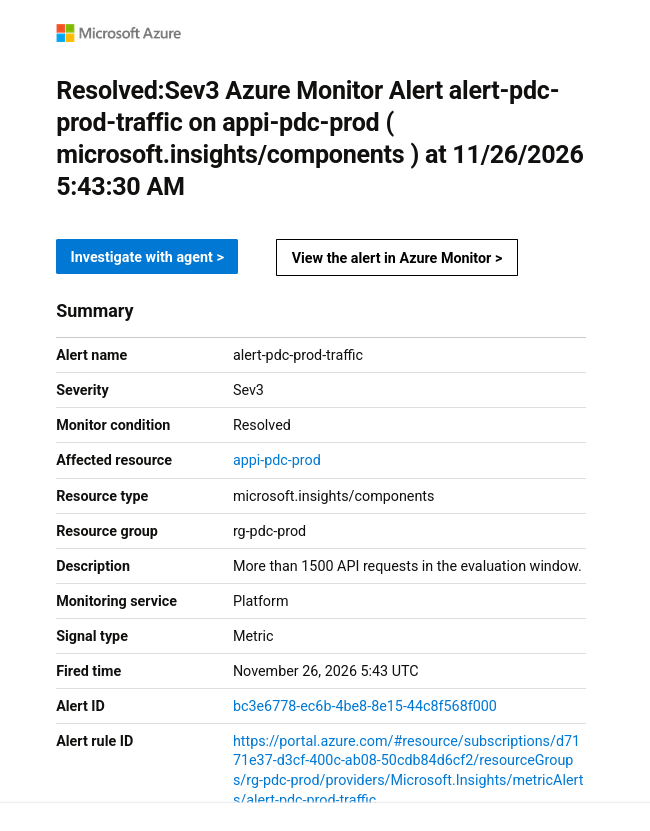 Microsoft Azure
Resolved:Sev3 Azure Monitor Alert alert-pdc-
prod-traffic on appi-pdc-prod (
microsoft.insights/components ) at 11/26/2026
5:43:30 AM
Investigate with agent >
View the alert in Azure Monitor >
Summary
Alert name alert-pdc-prod-traffic
Severity Sev3
Monitor condition Resolved
Affected resource appi-pdc-prod
Resource type microsoft.insights/components
Resource group rg-pdc-prod
Description More than 1500 API requests in the evaluation window.
Monitoring service Platform
Signal type Metric
Fired time November 26, 2026 5:43 UTC
Alert ID bc3e6778-ec6b-4be8-8e15-44c8f568f000
Alert rule ID https://portal.azure.com/#resource/subscriptions/d71
71e37-d3cf-400c-ab08-50cdb84d6cf2/resourceGroup
s/rg-pdc-prod/providers/Microsoft.Insights/metricAlert
s/alert-pdc-prod-traffic